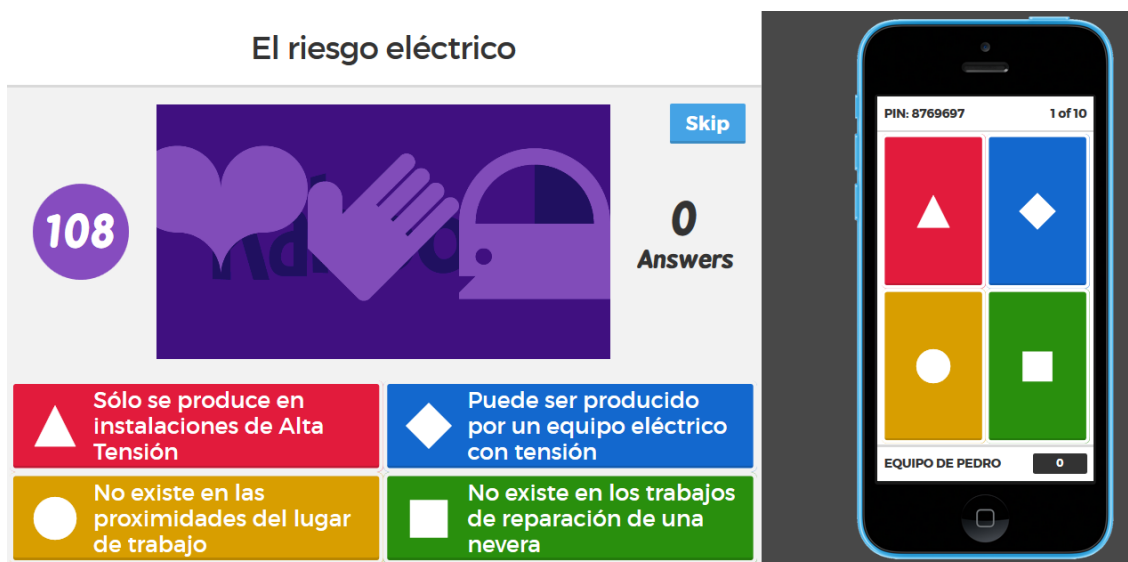 El riesgo eléctrico
Skip
108
0
Answers
Sólo se produce en
instalaciones de Alta
Tensión
Puede ser producido
por un equipo eléctrico
con tensión
No existe en las
proximidades del lugar
de trabajo
No existe en los trabajos
de reparación de una
nevera
PIN: 8769697 1 of 10
EQUIPO DE PEDRO 0